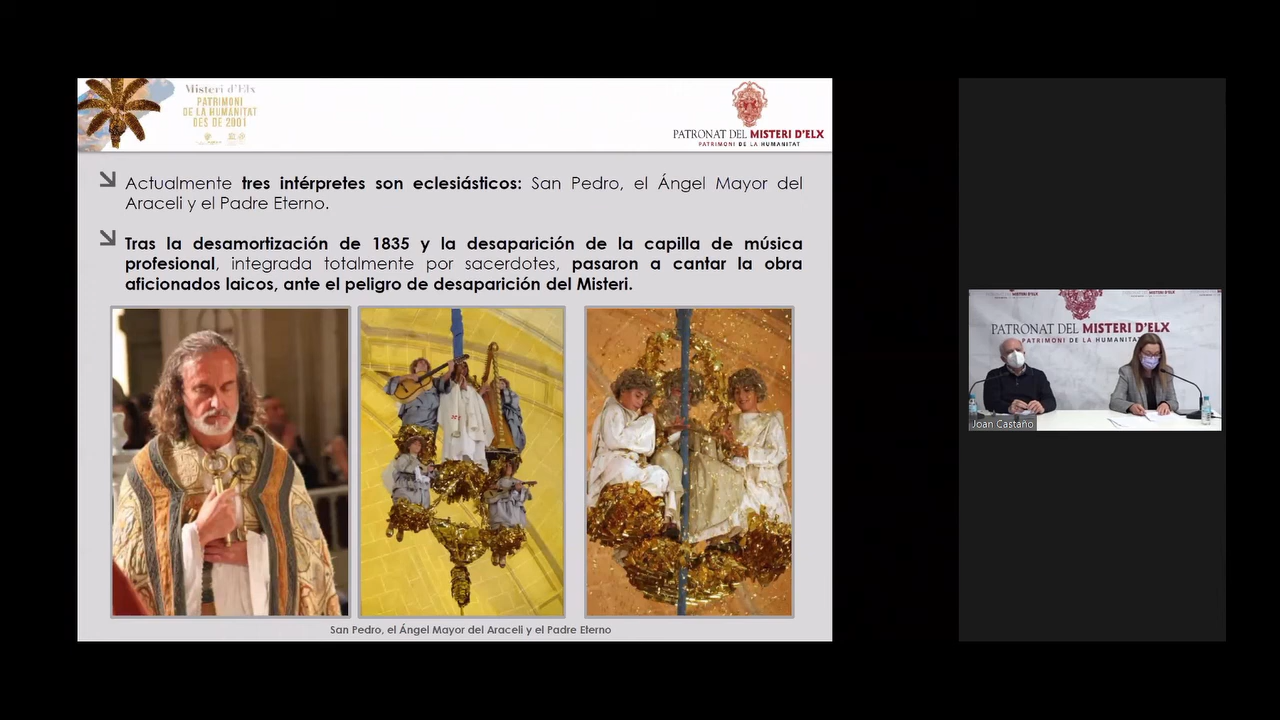 Misteri d'Elx
PATRIMONI
DE LA HUMANITAT
DES DE 2001
PATRONAT DEL MISTERI D'ELX
PATRIMONI DE LA HUMANITAT
Actualmente tres intérpretes son eclesiásticos: San Pedro, el Ángel Mayor del
Araceli y el Padre Eterno.
Tras la desamortización de 1835 y la desaparición de la capilla de música
profesional, integrada totalmente por sacerdotes, pasaron a cantar la obra
aficionados laicos, ante el peligro de desaparición del Misteri.
San Pedro, el Ángel Mayor del Araceli y el Padre Eterno
PATRONAT DEL MISTERI D'ELX
PATRIMONI DE LA HUMANITAT
Joan Castaño